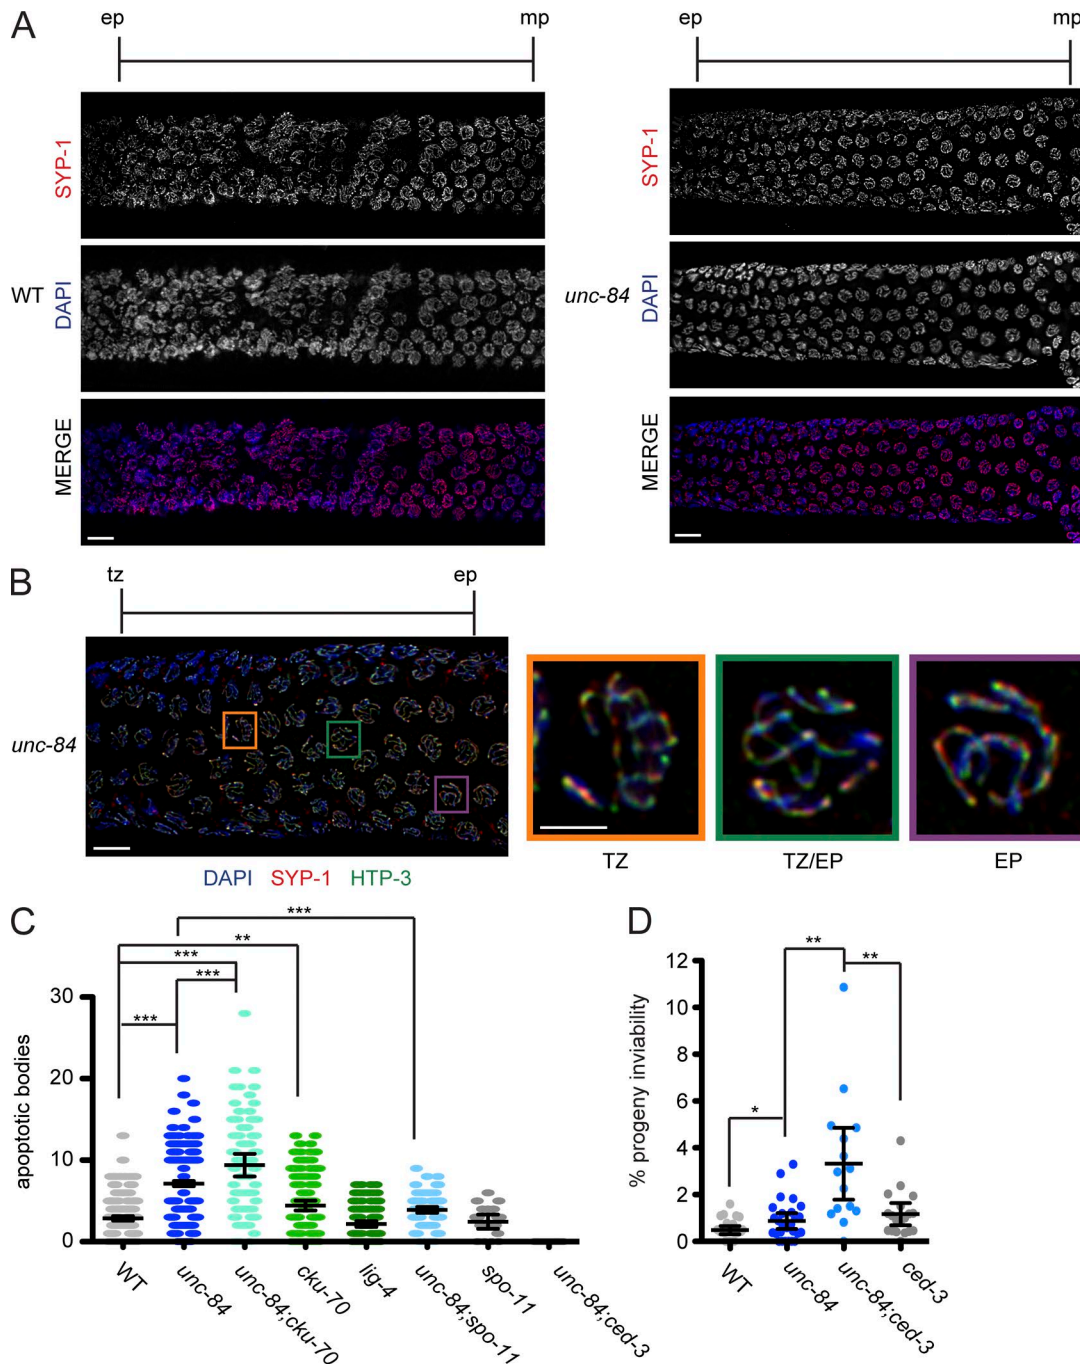 A
ep mp ep mp
SYP-1 SYP-1
WT DAPI unc-84 DAPI
MERGE MERGE
B
tz ep
unc-84
TZ TZ/EP EP
DAPI SYP-1 HTP-3
C
***
**
***
***
***
30
20
10
0
apoptotic bodies
WT unc-84 unc-84;cku-70 cku-70 lig-4 unc-84;spo-11 spo-11 unc-84;ced-3
D
** **
*
12
10
8
6
4
2
0
% progeny inviability
WT unc-84 unc-84;ced-3 ced-3